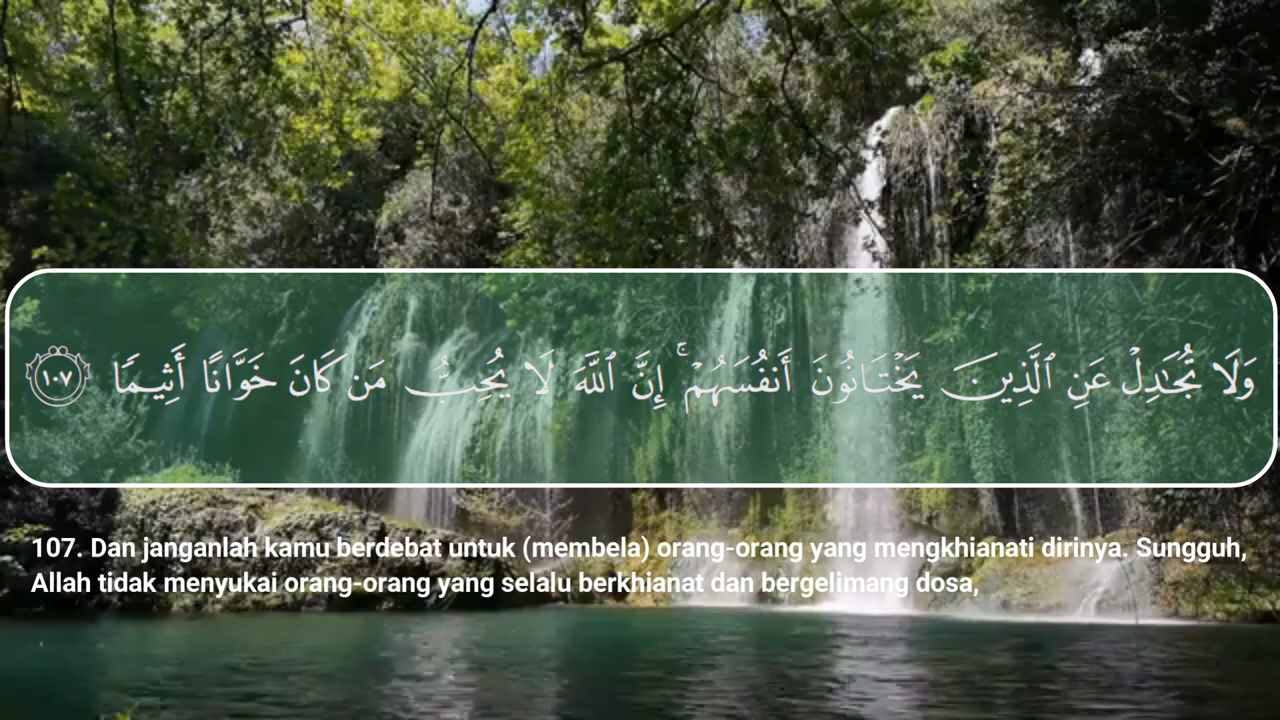 وَلَا تُجَٰدِلْ عَنِ ٱلَّذِينَ يَخْتَانُونَ أَنفُسَهُمْ ۚ إِنَّ ٱللَّهَ لَا يُحِبُّ مَن كَانَ خَوَّانًا أَثِيمًا ١٠٧
107. Dan janganlah kamu berdebat untuk (membela) orang-orang yang mengkhianati dirinya. Sungguh,
Allah tidak menyukai orang-orang yang selalu berkhianat dan bergelimang dosa,